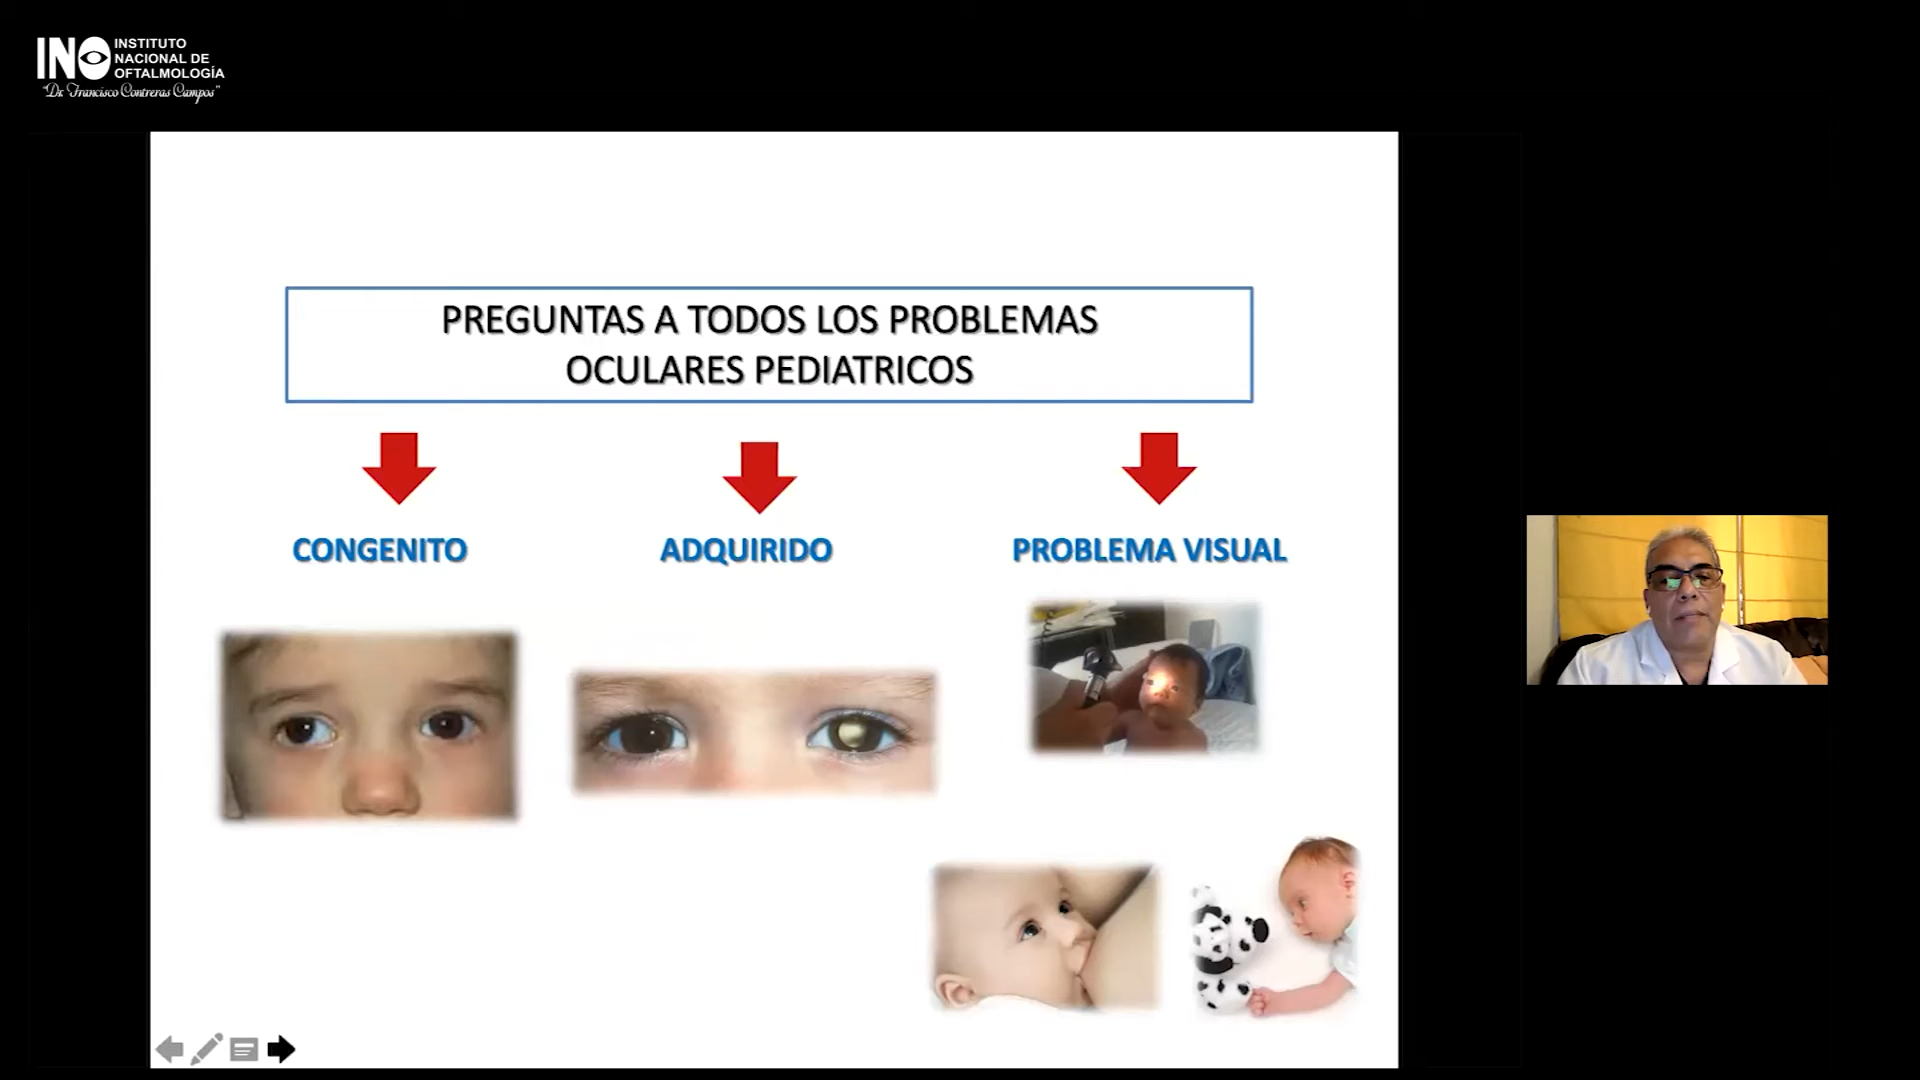 INO
INSTITUTO
NACIONAL DE
OFTALMOLOGÍA
"Dr. Francisco Contreras Campos"
PREGUNTAS A TODOS LOS PROBLEMAS
OCULARES PEDIATRICOS
CONGENITO
ADQUIRIDO
PROBLEMA VISUAL